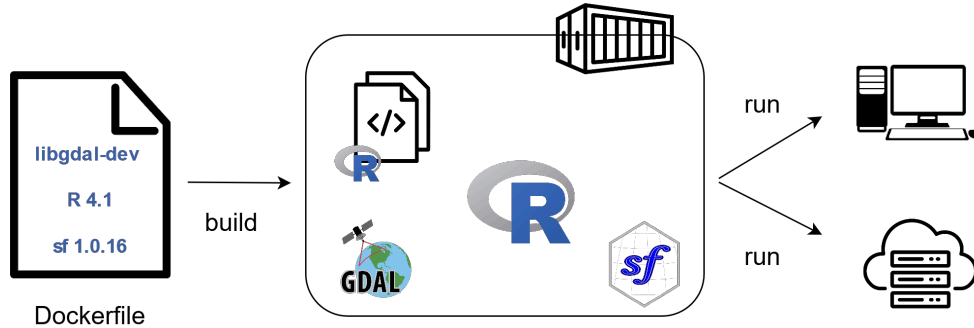 libgdal-dev
R 4.1
sf 1.0.16
Dockerfile
build
</>
R
R
GDAL
sf
run
run